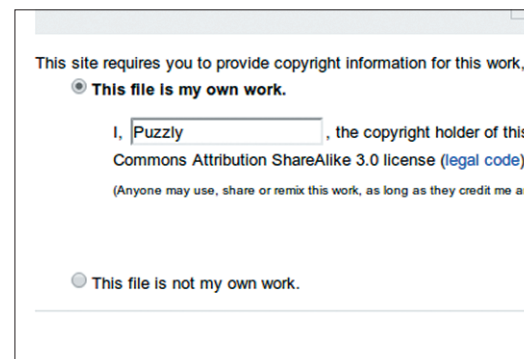 This site requires you to provide copyright information for this work,
This file is my own work.
I, Puzzly , the copyright holder of this
Commons Attribution ShareAlike 3.0 license (legal code)
(Anyone may use, share or remix this work, as long as they credit me
This file is not my own work.